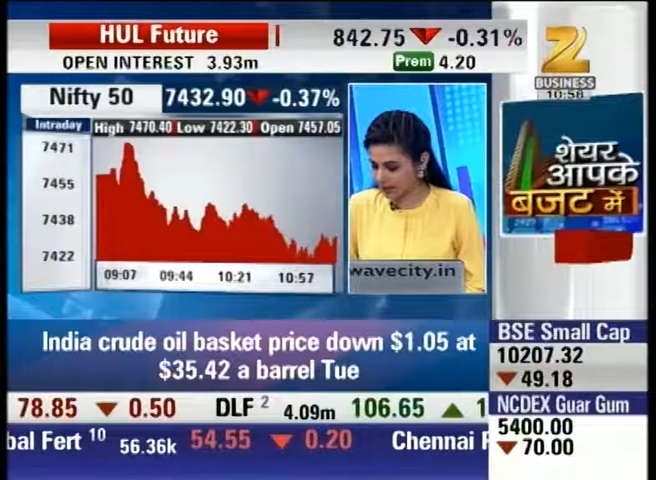 HUL Future
842.75 -0.31%
OPEN INTEREST 3.93m
Prem 4.20
Z
BUSINESS
10:58
Nifty 50
7432.90 -0.37%
Intraday
High 7470.40 Low 7422.30 Open 7457.05
7471
7455
7438
7422
09:07 09:44 10:21 10:57
wavecity.in
शेयर
आपके
बजट में
India crude oil basket price down $1.05 at
$35.42 a barrel Tue
BSE Small Cap
10207.32
49.18
NCDEX Guar Gum
5400.00
70.00
78.85 0.50 DLF 2 4.09m 106.65 1
bal Fert 10 56.36k 54.55 0.20 Chennai